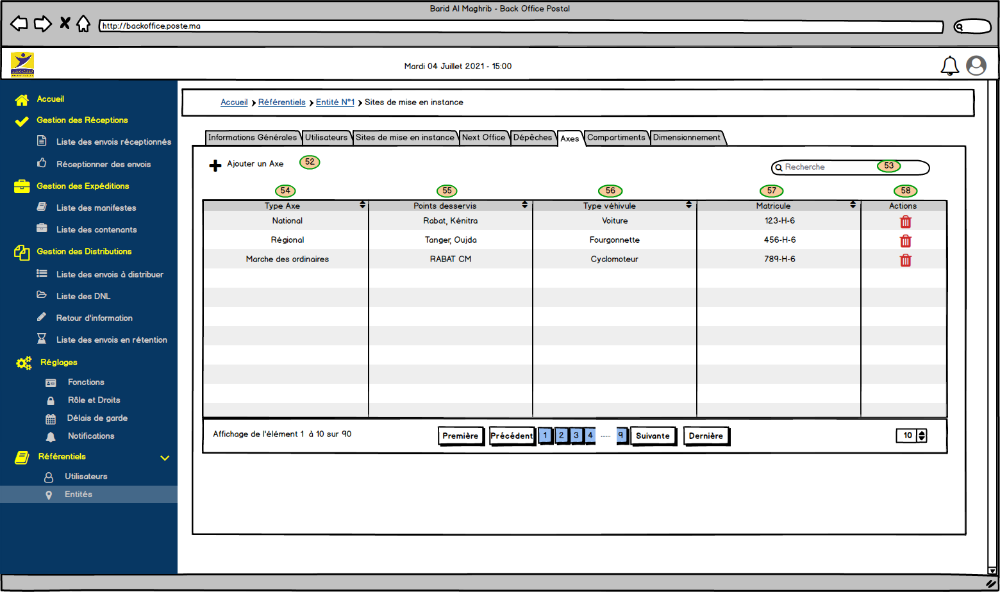 Barid Al Maghrib - Back Office Postal
http://backoffice.poste.ma
Mardi 04 Juillet 2021 - 15:00
Accueil
Gestion des Réceptions
Liste des envois réceptionnés
Réceptionner des envois
Gestion des Expéditions
Liste des manifestes
Liste des contenants
Gestion des Distributions
Liste des envois à distribuer
Liste des DNL
Retour d'information
Liste des envois en rétention
Réglages
Fonctions
Rôle et Droits
Délais de garde
Notifications
Référentiels
Utilisateurs
Entités
Accueil > Référentiels > Entité N°1 > Sites de mise en instance
Informations Générales Utilisateurs Sites de mise en instance Next Office Dépêches Axes Compartiments Dimensionnement
Ajouter un Axe 52 Recherche 53
54 55 56 57 58
Type Axe Points desservis Type véhivule Matricule Actions
National Rabat, Kénitra Voiture 123-H-6
Régional Tanger, Oujda Fourgonnette 456-H-6
Marche des ordinaires RABAT CM Cyclomoteur 789-H-6
Affichage de l'élément 1 à 10 sur 90 Première Précédent 1 2 3 4 ...... 9 Suivante Dernière 10